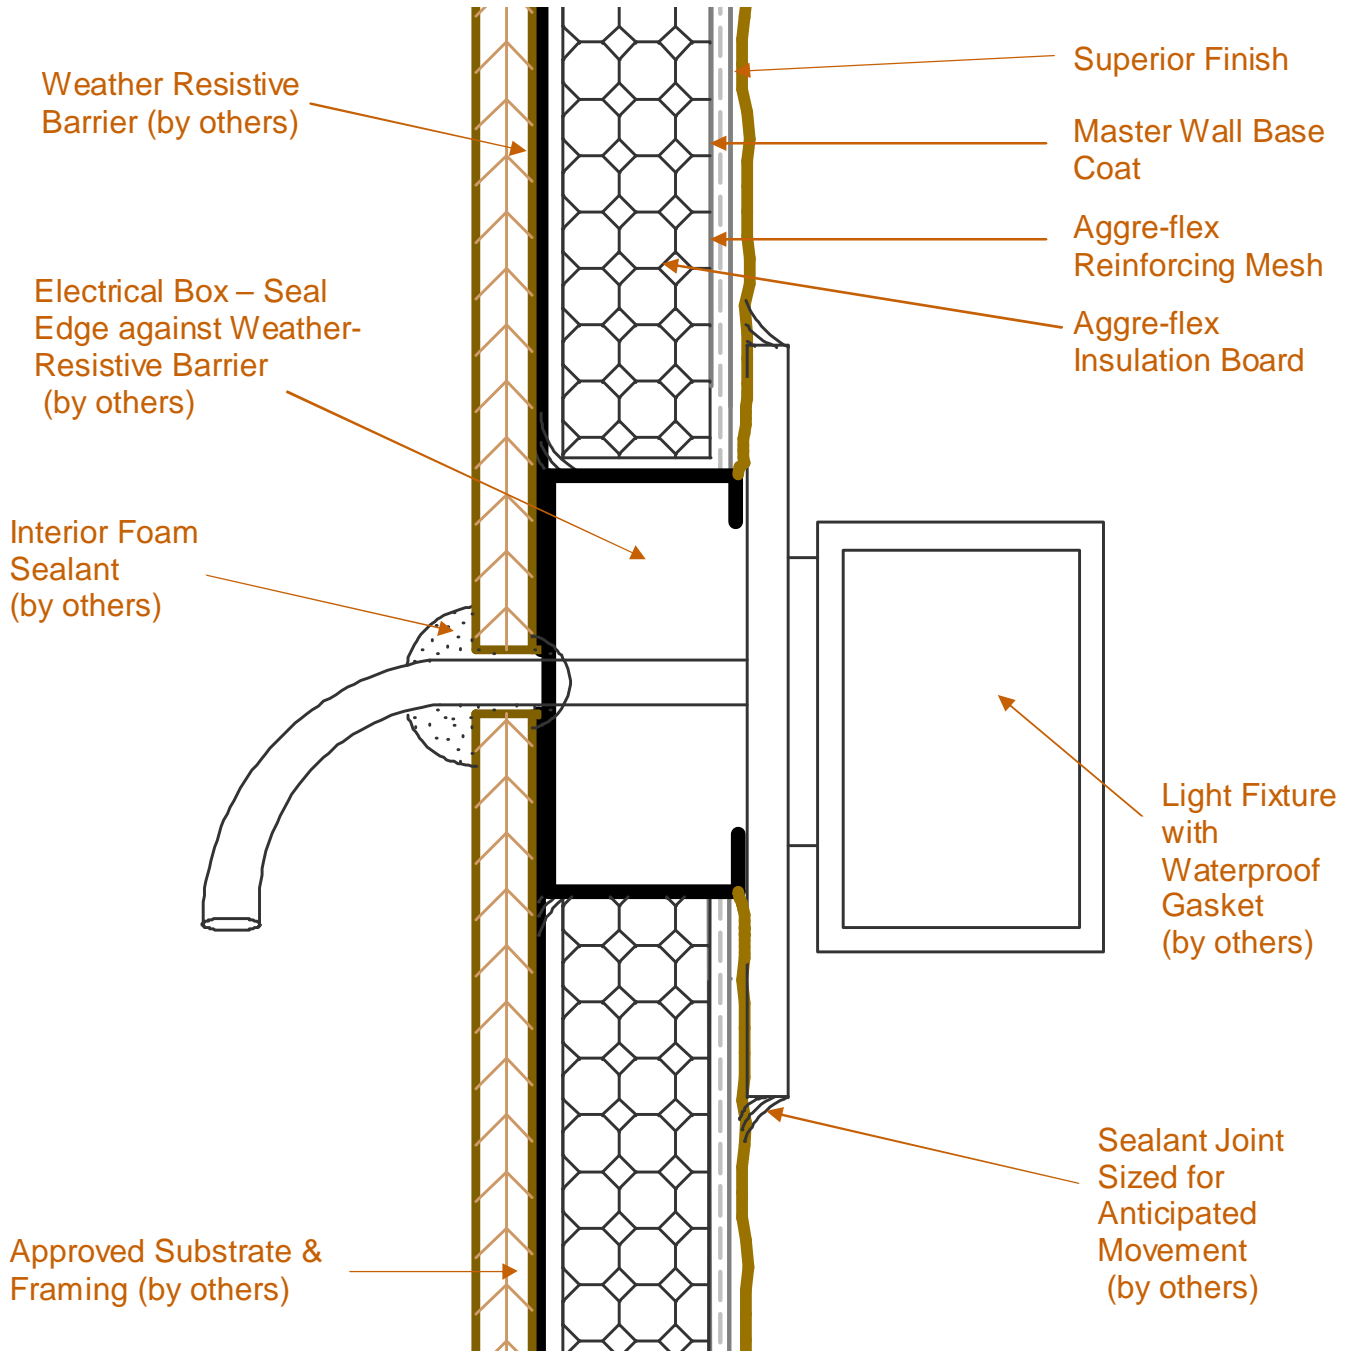 Weather Resistive
Barrier (by others)
Electrical Box – Seal
Edge against Weather-
Resistive Barrier
(by others)
Interior Foam
Sealant
(by others)
Approved Substrate &
Framing (by others)
Superior Finish
Master Wall Base
Coat
Aggre-flex
Reinforcing Mesh
Aggre-flex
Insulation Board
Light Fixture
with
Waterproof
Gasket
(by others)
Sealant Joint
Sized for
Anticipated
Movement
(by others)